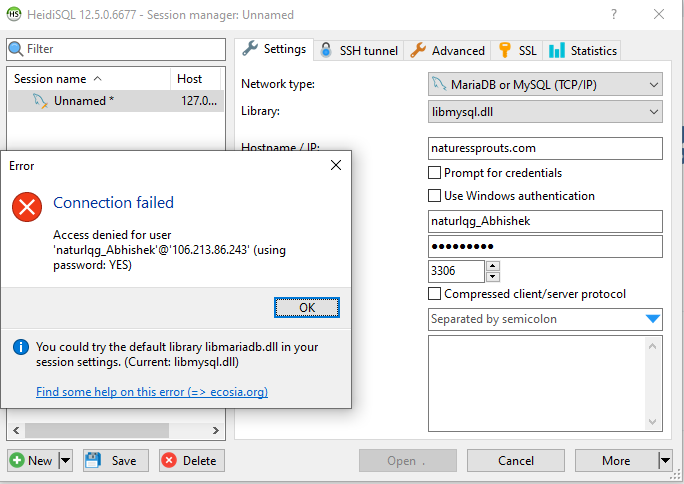 HeidiSQL 12.5.0.6677 - Session manager: Unnamed
Filter
Session name Host
Unnamed * 127.0...
Settings SSH tunnel Advanced SSL Statistics
Network type: MariaDB or MySQL (TCP/IP)
Library: libmysql.dll
Hostname / IP: naturessprouts.com
Prompt for credentials
Use Windows authentication
naturlqg_Abhishek
●●●●●●●●●
3306
Compressed client/server protocol
Separated by semicolon
Error
Connection failed
Access denied for user
'naturlqg_Abhishek'@'106.213.86.243' (using
password: YES)
OK
You could try the default library libmariadb.dll in your
session settings. (Current: libmysql.dll)
Find some help on this error (=> ecosia.org)
New Save Delete Open . Cancel More